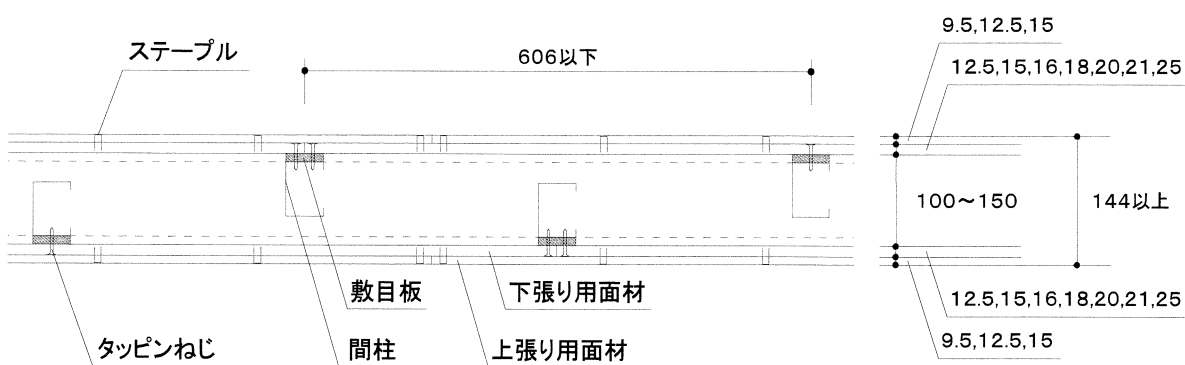 ステープル
606以下
9.5,12.5,15
12.5,15,16,18,20,21,25
100～150
144以上
敷目板
下張り用面材
12.5,15,16,18,20,21,25
タッピンねじ
間柱
上張り用面材
9.5,12.5,15